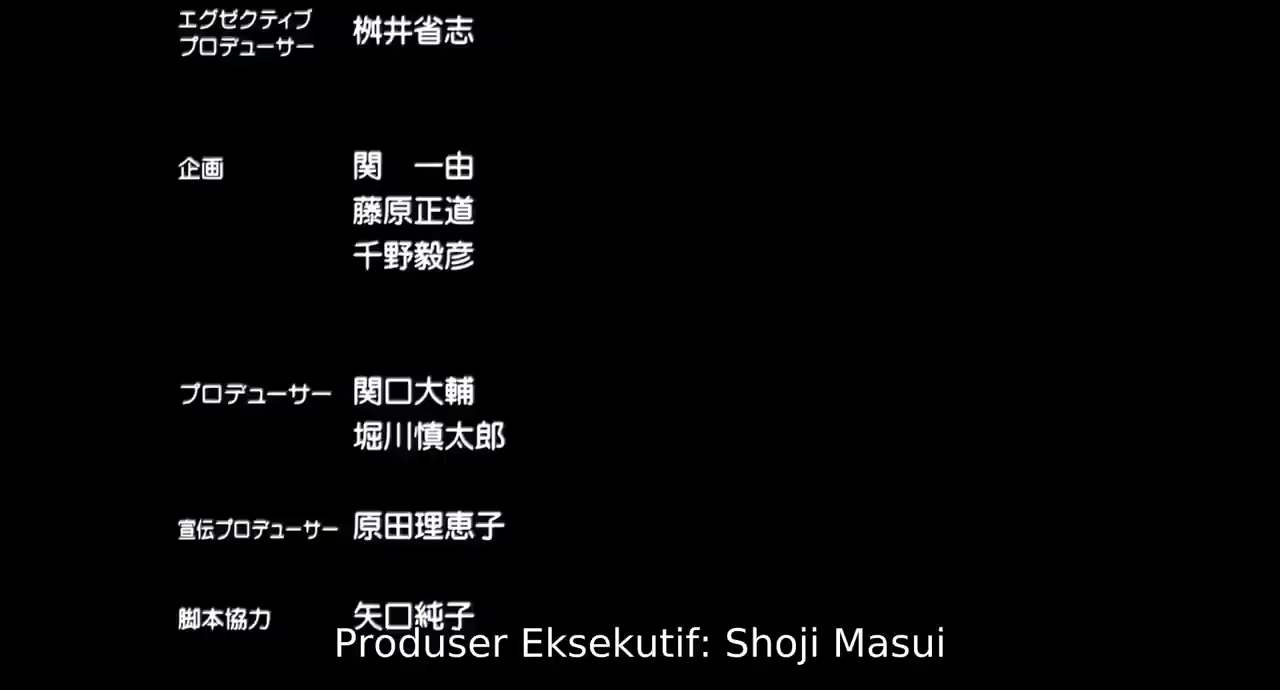 エグゼクティブ
プロデューサー 桝井省志
企画 関　一由
藤原正道
千野毅彦
プロデューサー 関口大輔
堀川慎太郎
宣伝プロデューサー 原田理恵子
脚本協力 矢口純子
Produser Eksekutif: Shoji Masui